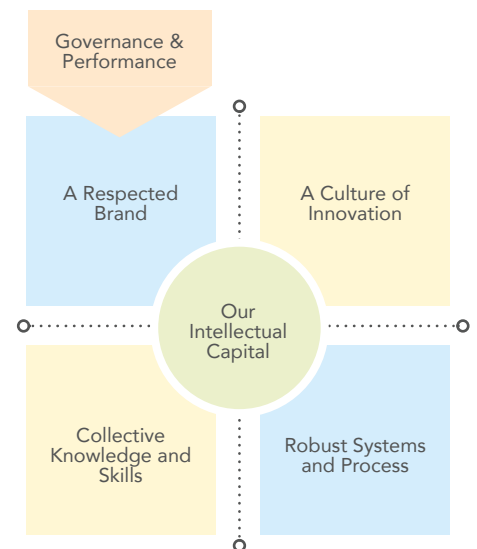 Governance &
Performance
A Respected
Brand
A Culture of
Innovation
Our
Intellectual
Capital
Collective
Knowledge and
Skills
Robust Systems
and Process